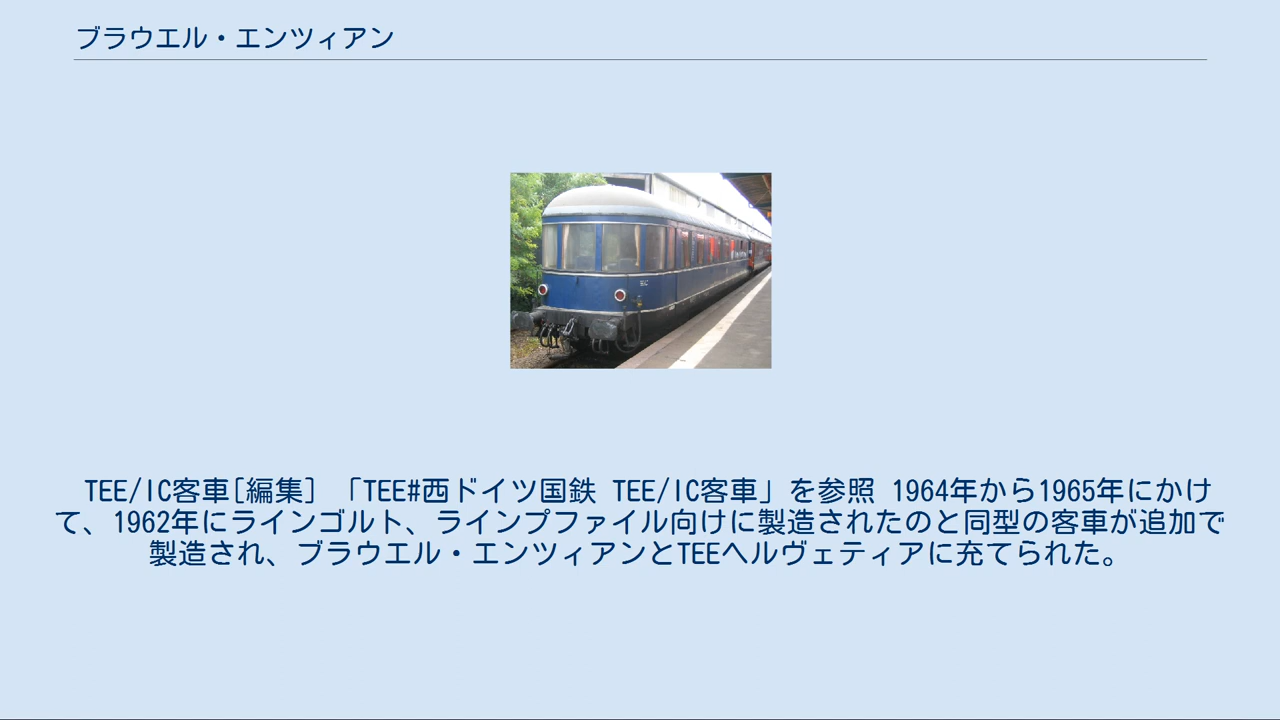 ブラウエル・エンツィアン
TEE/IC客車[編集] 「TEE#西ドイツ国鉄 TEE/IC客車」を参照 1964年から1965年にかけ
て、1962年にラインゴルト、ラインプファイル向けに製造されたのと同型の客車が追加で
製造され、ブラウエル・エンツィアンとTEEヘルヴェティアに充てられた。